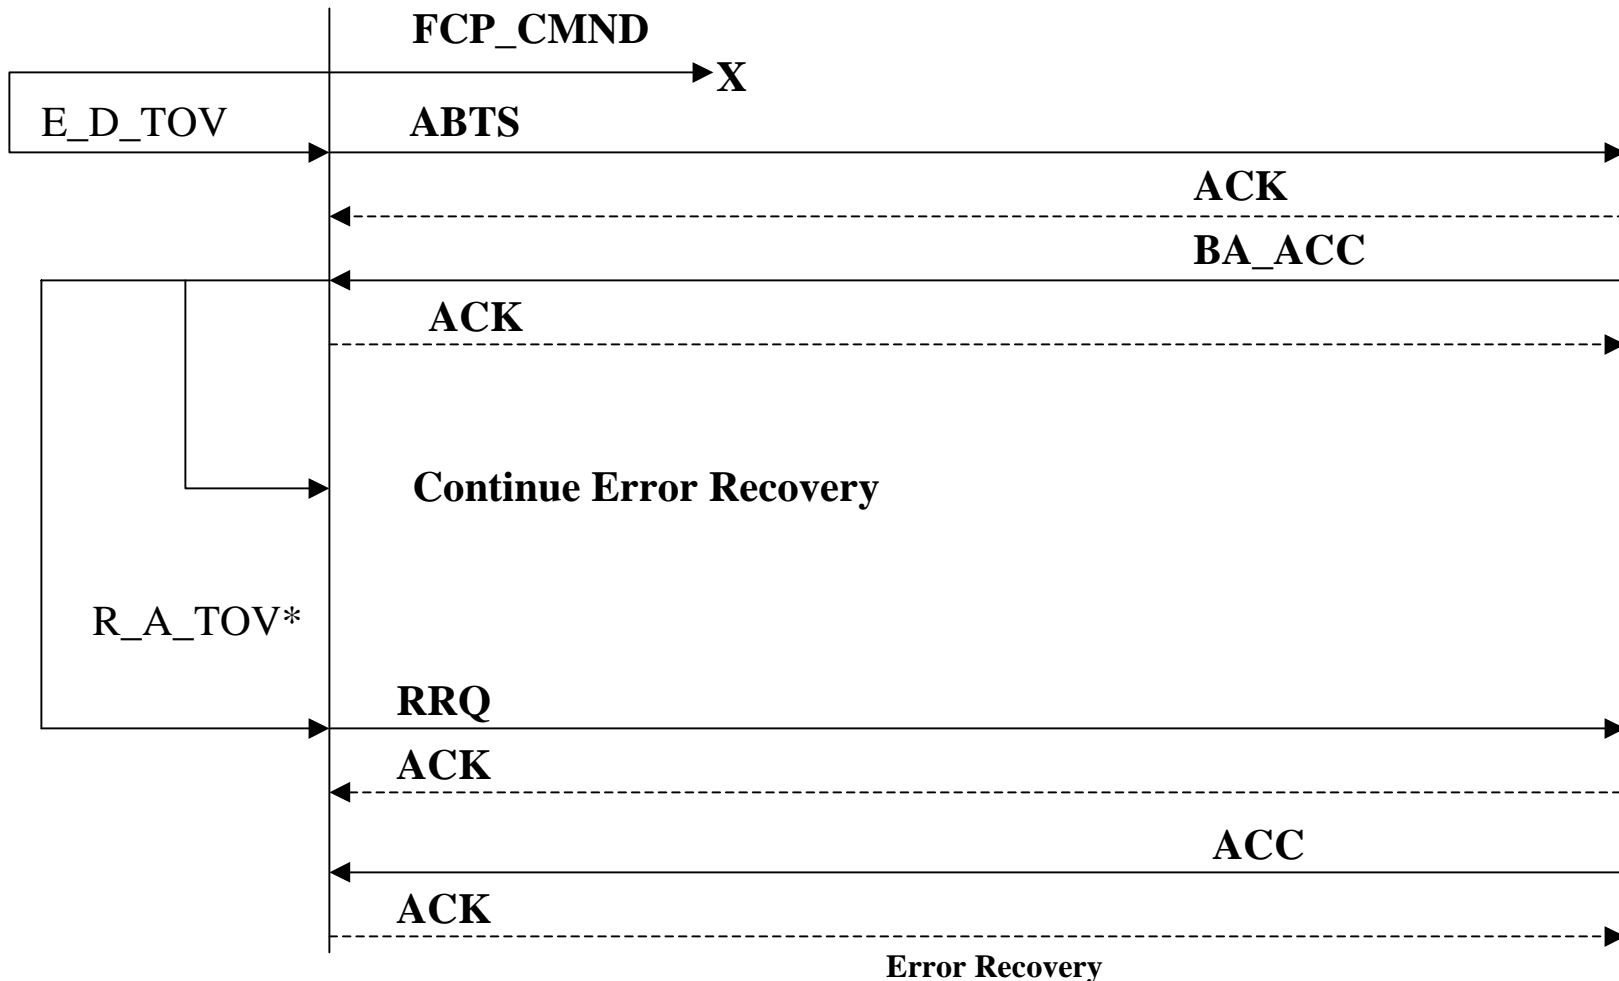 FCP_CMND
X
E_D_TOV
ABTS
ACK
BA_ACC
ACK
Continue Error Recovery
R_A_TOV*
RRQ
ACK
ACC
ACK
Error Recovery